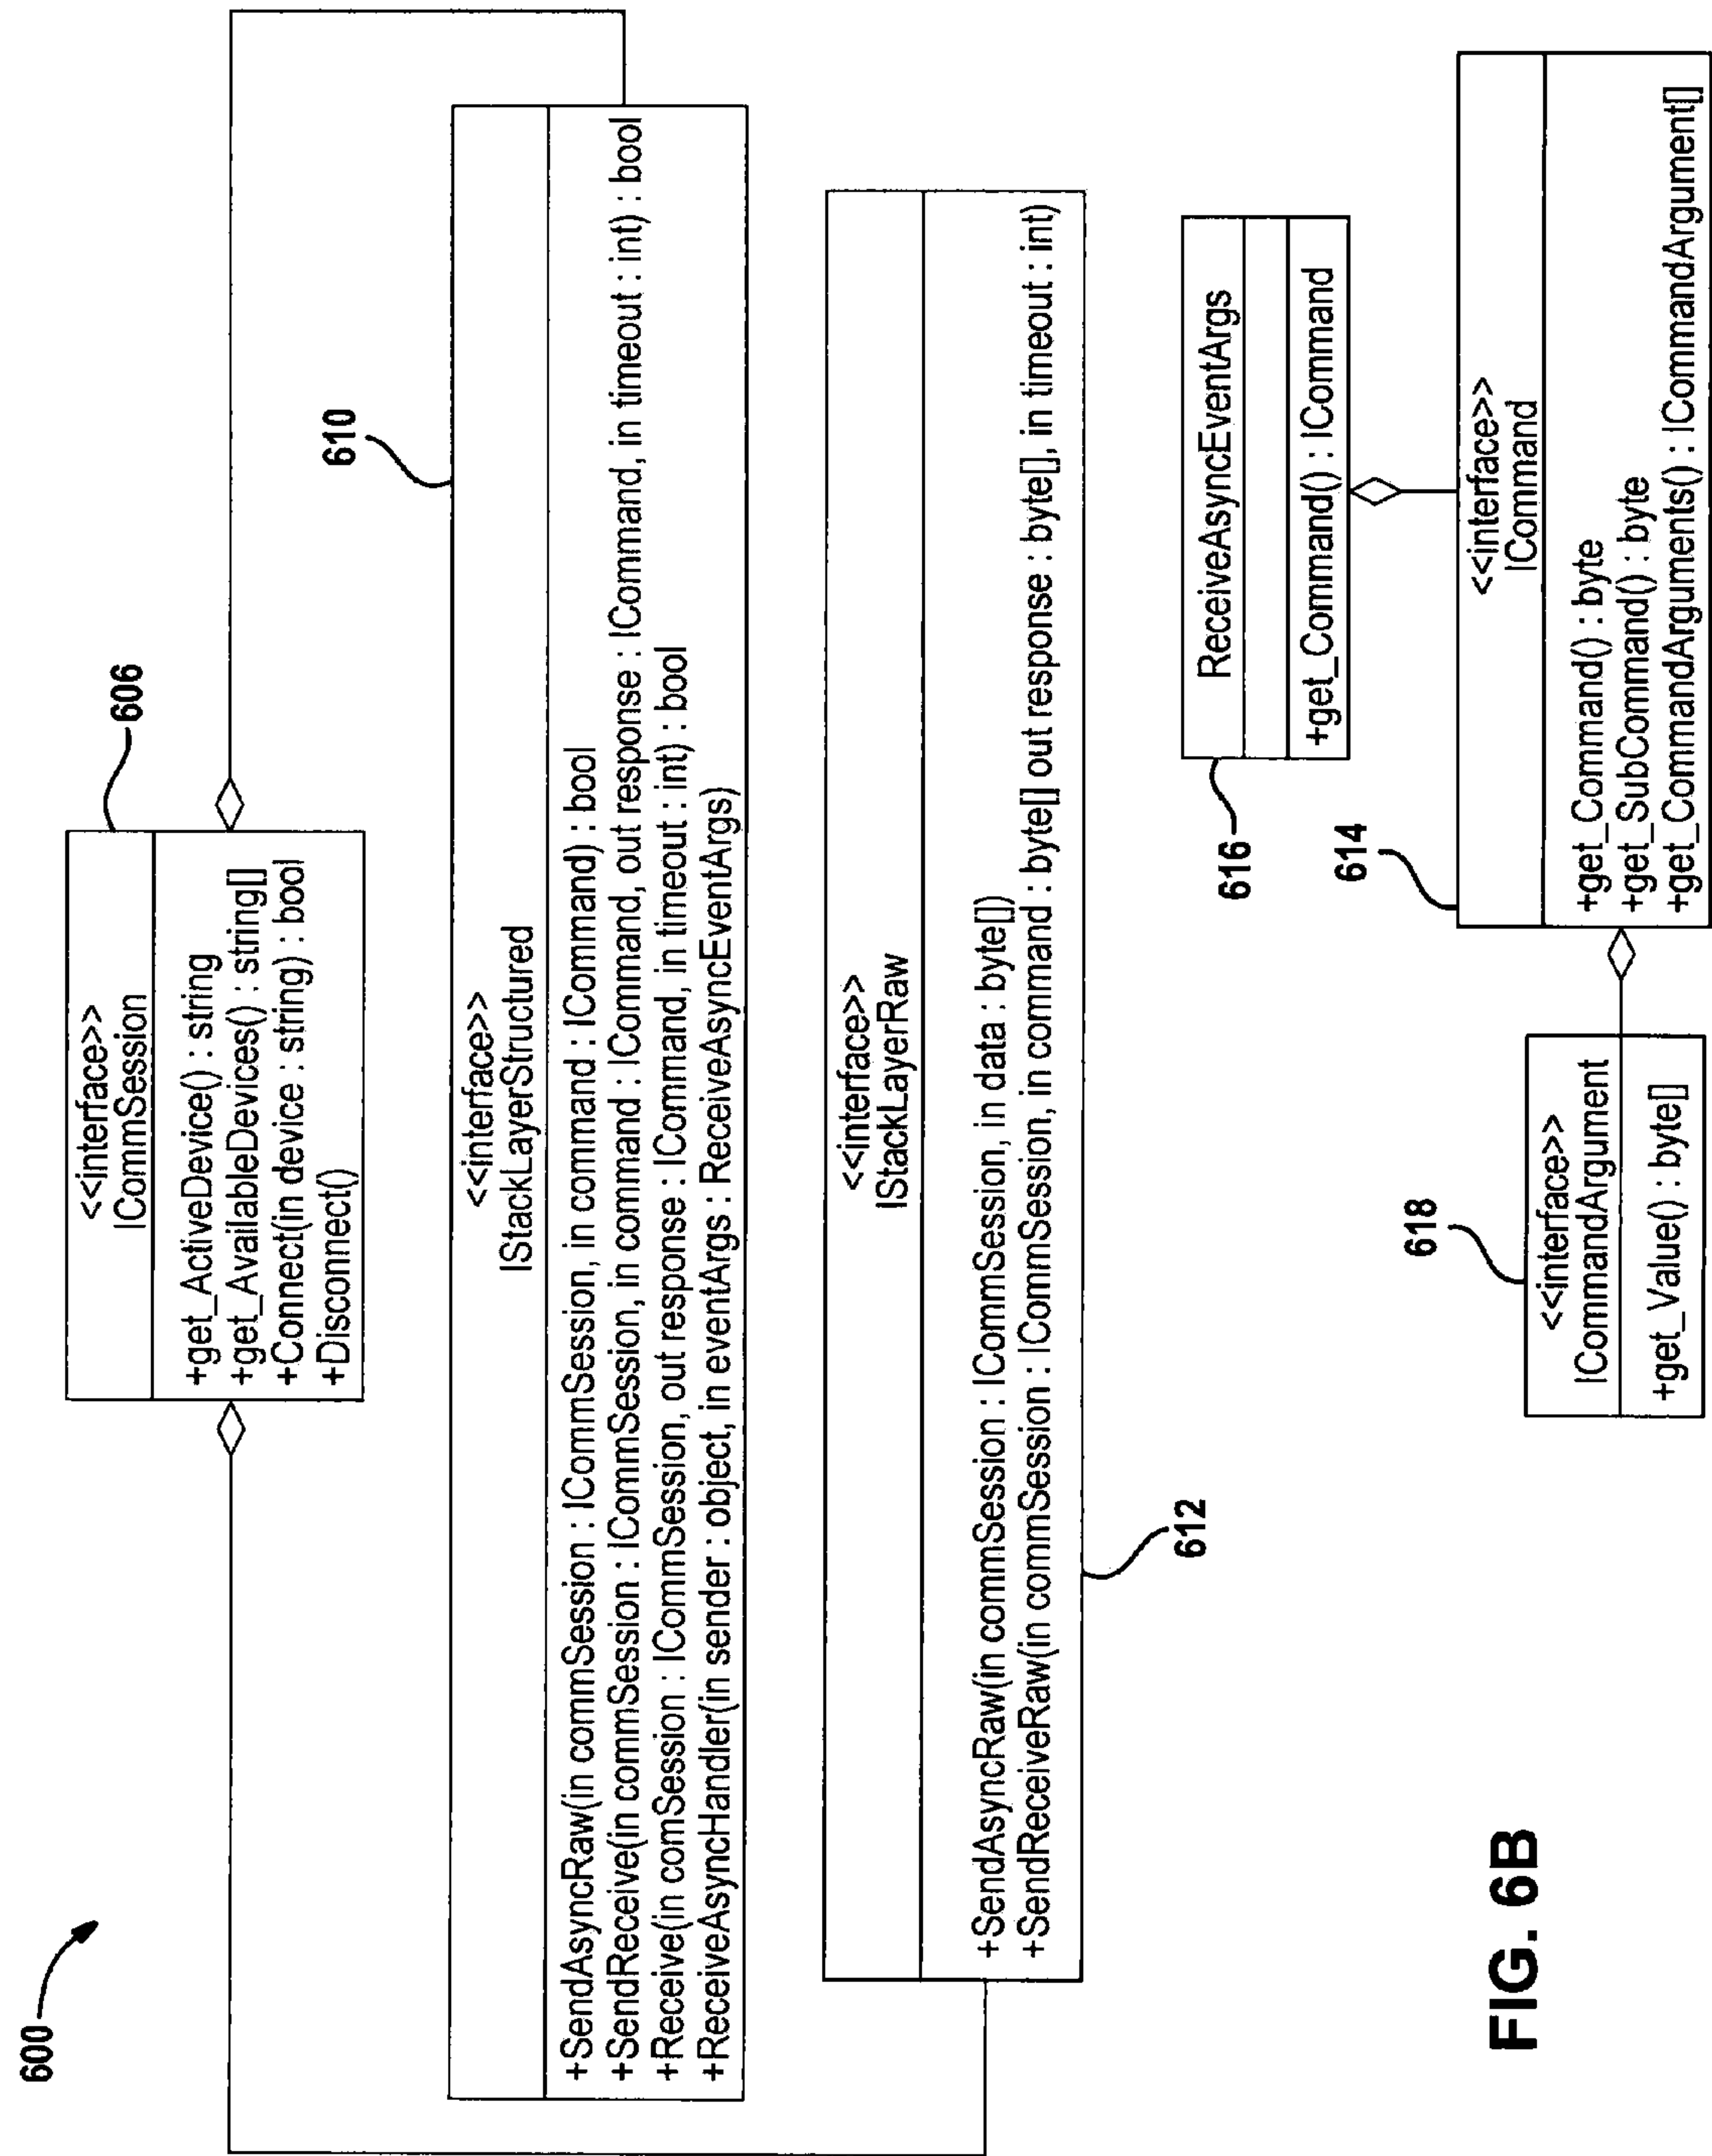 600
606
<<interface>>
ICommSession
+get_ActiveDevice() : string
+get_AvailableDevices() : string[]
+Connect(in device : string) : bool
+Disconnect()
610
<<interface>>
IStackLayerStructured
+SendAsyncRaw(in commSession : ICommSession, in command : ICommand) : bool
+SendReceive(in commSession : ICommSession, in command : ICommand, out response : ICommand, in timeout : int) : bool
+Receive(in comSession : ICommSession, out response : ICommand, in timeout : int) : bool
+ReceiveAsyncHandler(in sender : object, in eventArgs : ReceiveAsyncEventArgs)
<<interface>>
IStackLayerRaw
+SendAsyncRaw(in commSession : ICommSession, in data : byte[])
+SendReceiveRaw(in commSession : ICommSession, in command : byte[] out response : byte[], in timeout : int)
612
616
ReceiveAsyncEventArgs
+get_Command() : ICommand
614
<<interface>>
ICommand
+get_Command() : byte
+get_SubCommand() : byte
+get_CommandArguments() : ICommandArgument[]
618
<<interface>>
ICommandArgument
+get_Value() : byte[]
FIG. 6B